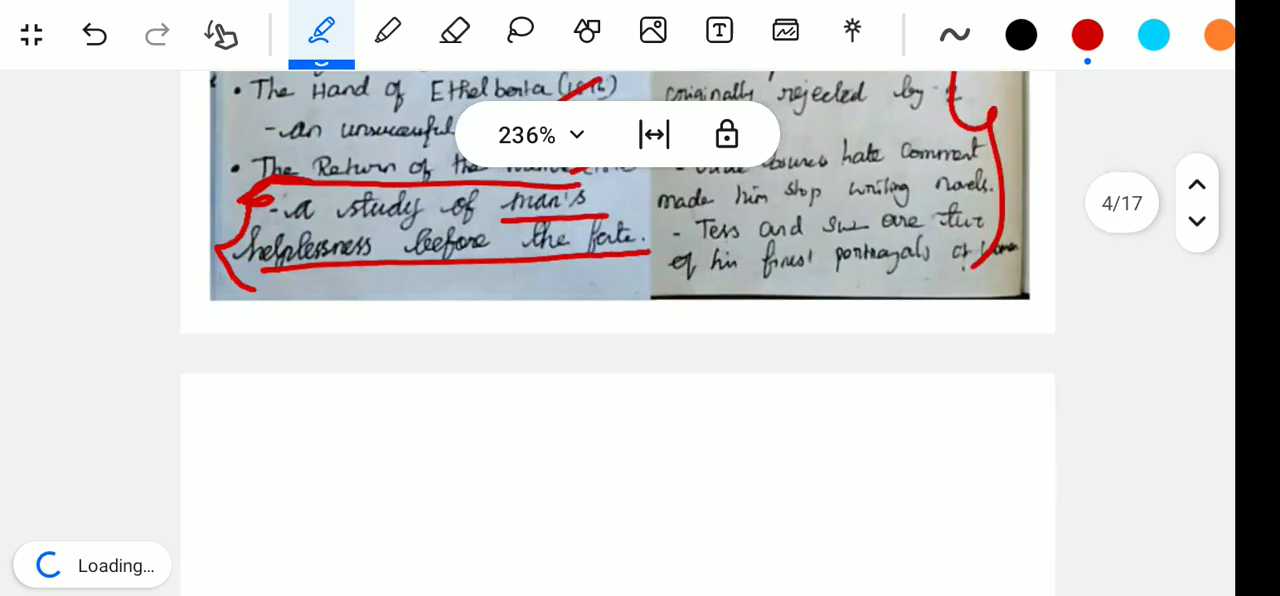 • The Hand of Ethelberta (1876)
-an unsuccessful
• The Return of the
-a study of man's
helplessness before the fate.
originally rejected by a
hate comment
made him stop writing novels.
- Tess and Sue are two
of his finest portrayals of
236%
4/17
Loading...